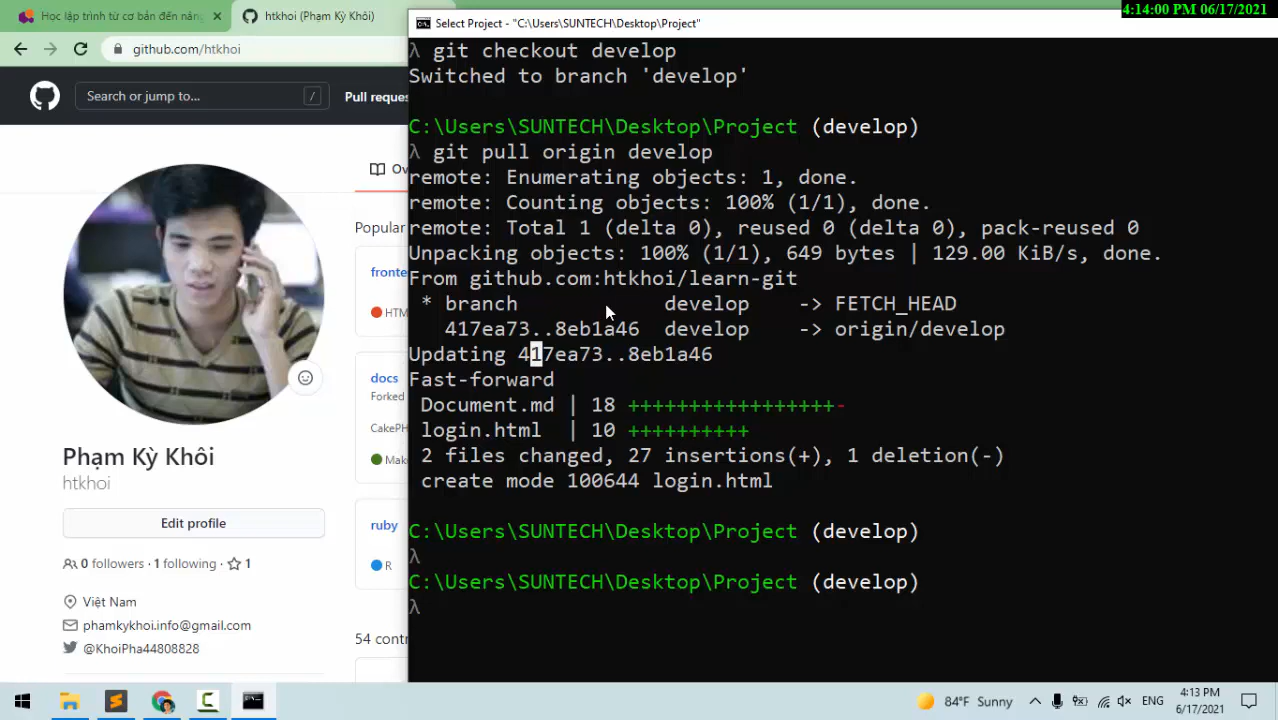 4:14:00 PM 06/17/2021
Học lập trình từ cơ bản đến nâng
htkhoi (Phạm Kỳ Khôi)
github.com/htkhoi
Search or jump to... /
Pull reque
Ov
Popular
fronte
HTM
docs
Forked
CakePH
Make
ruby
R
54 contr
Phạm Kỳ Khôi
htkhoi
Edit profile
0 followers · 1 following · 1
Việt Nam
phamkykhoi.info@gmail.com
@KhoiPha44808828
Select Project - "C:\Users\SUNTECH\Desktop\Project"
λ git checkout develop
Switched to branch 'develop'
C:\Users\SUNTECH\Desktop\Project (develop)
λ git pull origin develop
remote: Enumerating objects: 1, done.
remote: Counting objects: 100% (1/1), done.
remote: Total 1 (delta 0), reused 0 (delta 0), pack-reused 0
Unpacking objects: 100% (1/1), 649 bytes | 129.00 KiB/s, done.
From github.com:htkhoi/learn-git
* branch develop -> FETCH_HEAD
417ea73..8eb1a46 develop -> origin/develop
Updating 417ea73..8eb1a46
Fast-forward
Document.md | 18 +++++++++++++++++-
login.html | 10 ++++++++++
2 files changed, 27 insertions(+), 1 deletion(-)
create mode 100644 login.html
C:\Users\SUNTECH\Desktop\Project (develop)
λ
C:\Users\SUNTECH\Desktop\Project (develop)
λ
84°F Sunny
ENG
4:13 PM
6/17/2021